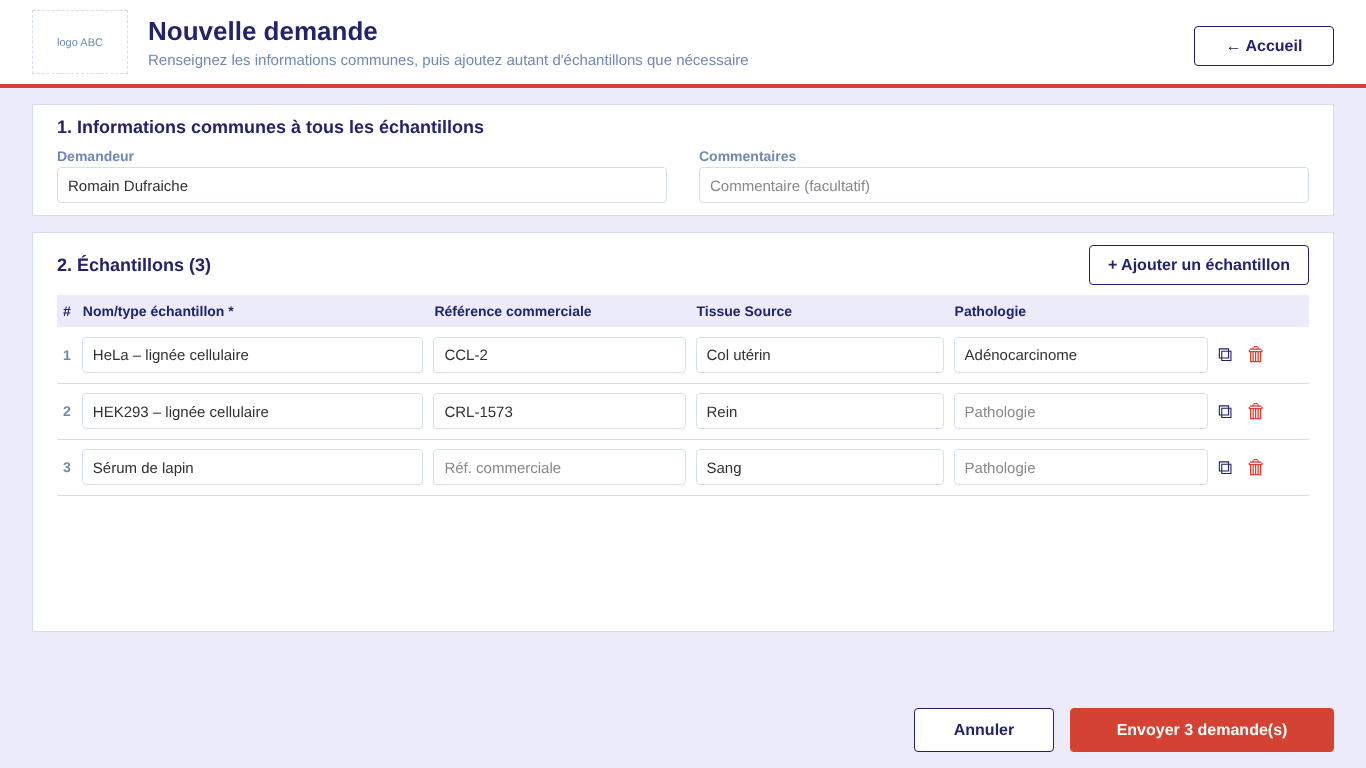 logo ABC
Nouvelle demande
Renseignez les informations communes, puis ajoutez autant d'échantillons que nécessaire
← Accueil
1. Informations communes à tous les échantillons
Demandeur Commentaires
Romain Dufraiche Commentaire (facultatif)
2. Échantillons (3) + Ajouter un échantillon
# Nom/type échantillon * Référence commerciale Tissue Source Pathologie
1 HeLa – lignée cellulaire CCL-2 Col utérin Adénocarcinome
2 HEK293 – lignée cellulaire CRL-1573 Rein Pathologie
3 Sérum de lapin Réf. commerciale Sang Pathologie
Annuler Envoyer 3 demande(s)